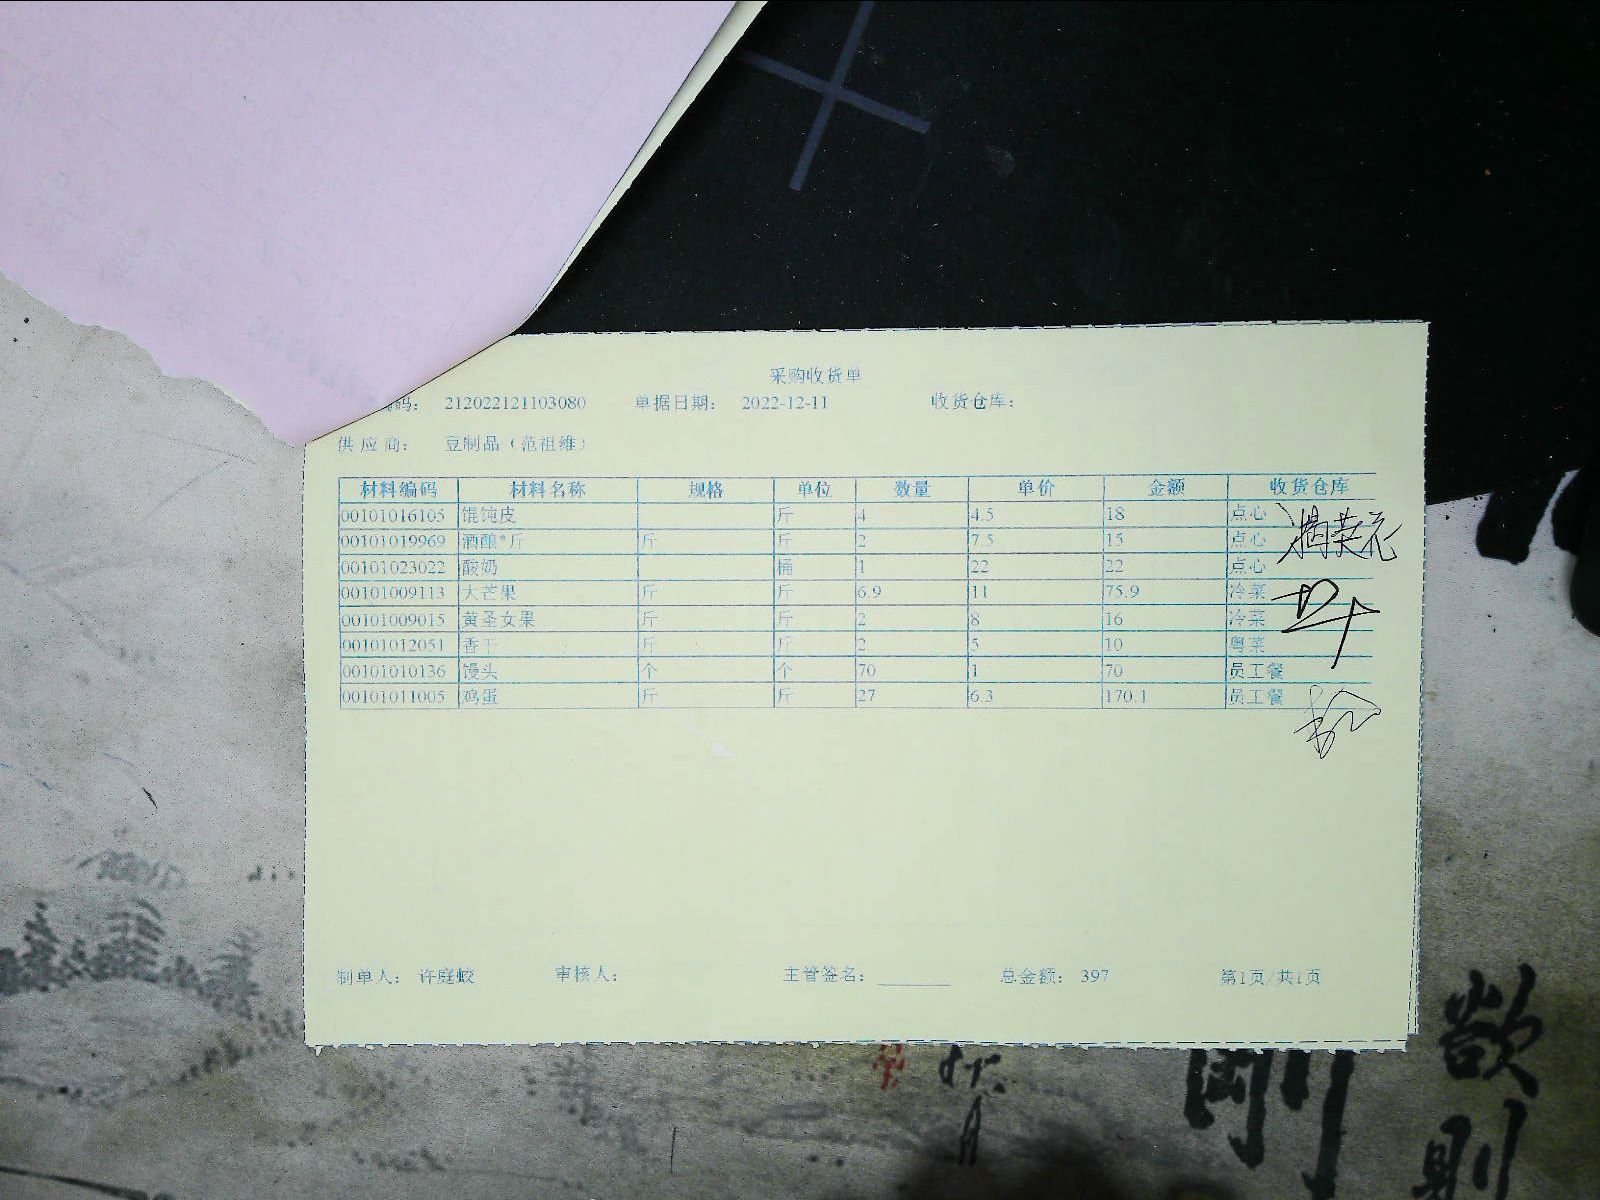 采购收货单
码： 212022121103080 单据日期： 2022-12-11 收货仓库：
供应商： 豆制品（范祖维）
材料编码 材料名称 规格 单位 数量 单价 金额 收货仓库
00101016105 馄饨皮 斤 4 4.5 18 点心
00101019969 酒酿*斤 斤 斤 2 7.5 15 点心
00101023022 酸奶 桶 1 22 22 点心
00101009113 大芒果 斤 斤 6.9 11 75.9 冷菜
00101009015 黄圣女果 斤 斤 2 8 16 冷菜
00101012051 香干 斤 斤 2 5 10 粤菜
00101010136 馒头 个 个 70 1 70 员工餐
00101011005 鸡蛋 斤 斤 27 6.3 170.1 员工餐
制单人： 许庭蛟 审核人： 主管签名： 总金额： 397 第1页/共1页